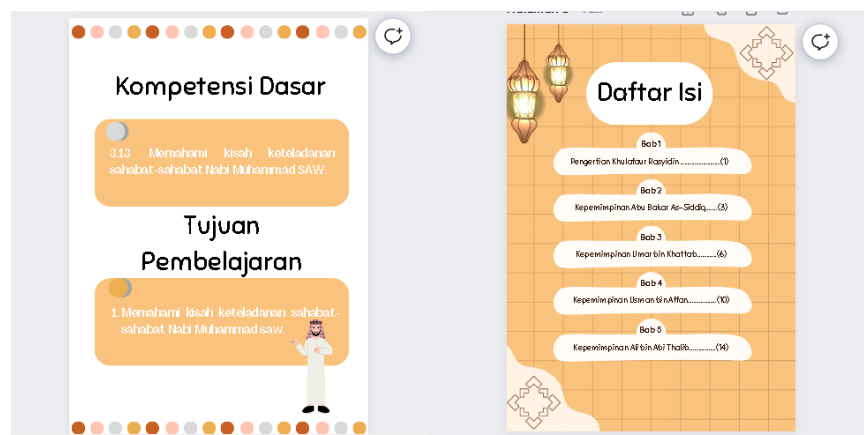 Kompetensi Dasar
3.13 Memahami kisah keteladanan
sahabat-sahabat Nabi Muhammad SAW.
Tujuan
Pembelajaran
1. Memahami kisah keteladanan sahabat-
sahabat Nabi Muhammad saw.
Daftar Isi
Bab 1
Pengertian Khulafaur Rasyidin.....................(1)
Bab 2
Kepemimpinan Abu Bakar As-Siddiq......(3)
Bab 3
Kepemimpinan Umar bin Khattab..........(6)
Bab 4
Kepemimpinan Usman bin Affan...............(10)
Bab 5
Kepemimpinan Ali bin Abi Thalib..............(14)